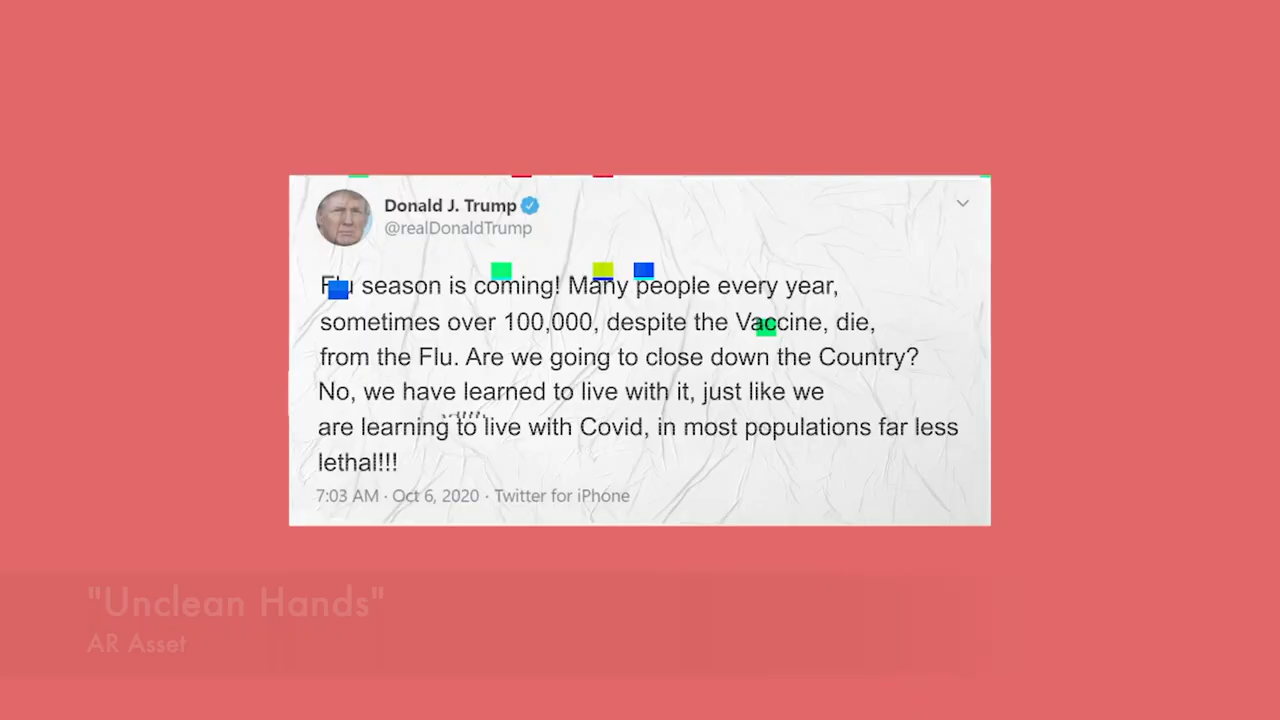 Donald J. Trump
@realDonaldTrump
Flu season is coming! Many people every year,
sometimes over 100,000, despite the Vaccine, die,
from the Flu. Are we going to close down the Country?
No, we have learned to live with it, just like we
are learning to live with Covid, in most populations far less
lethal!!!
7:03 AM · Oct 6, 2020 · Twitter for iPhone
"Unclean Hands"
AR Asset